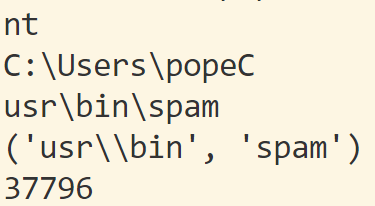 nt
C:\Users\popeC
usr\bin\spam
('usr\\bin', 'spam')
37796